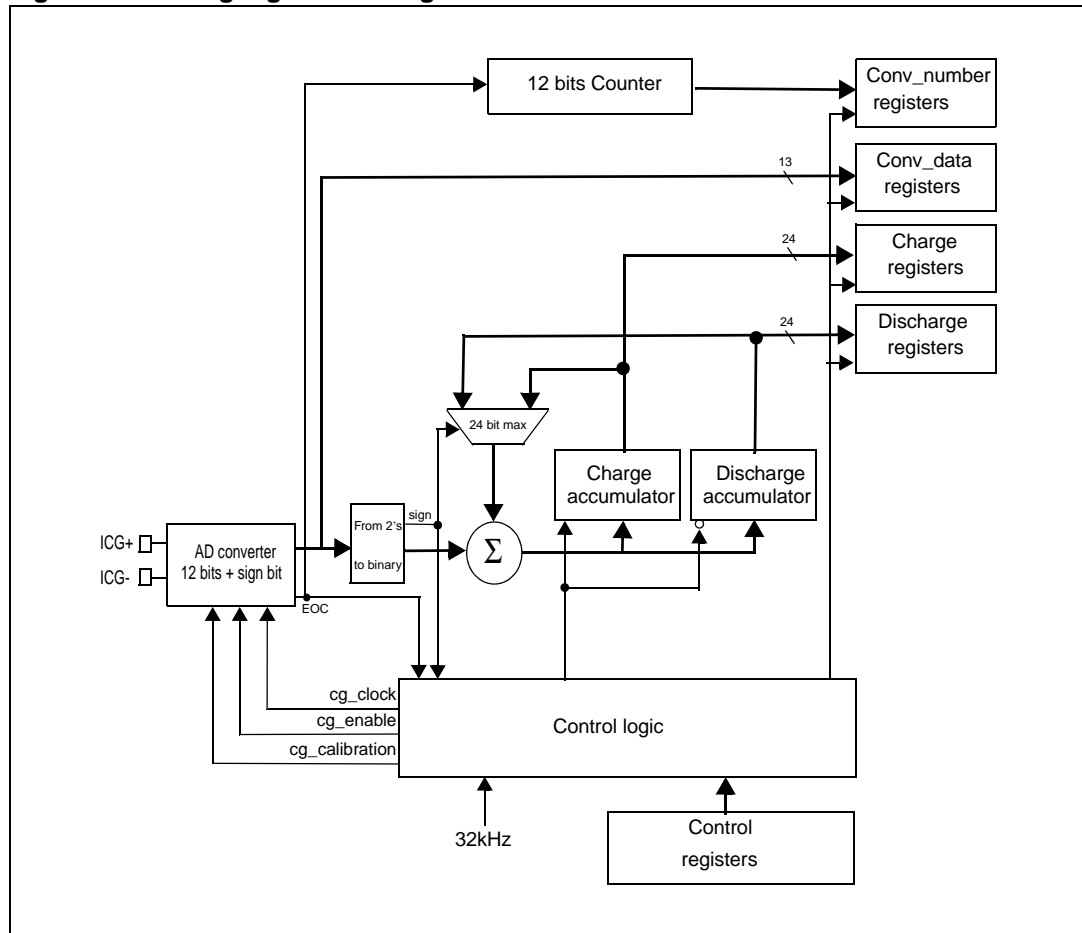 12 bits Counter
Conv_number
registers
13
Conv_data
registers
24
Charge
registers
24
Discharge
registers
24 bit max
Charge
accumulator
Discharge
accumulator
sign
From 2's
to binary
Σ
ICG+
ICG-
AD converter
12 bits + sign bit
EOC
cg_clock
cg_enable
cg_calibration
Control logic
32kHz
Control
registers